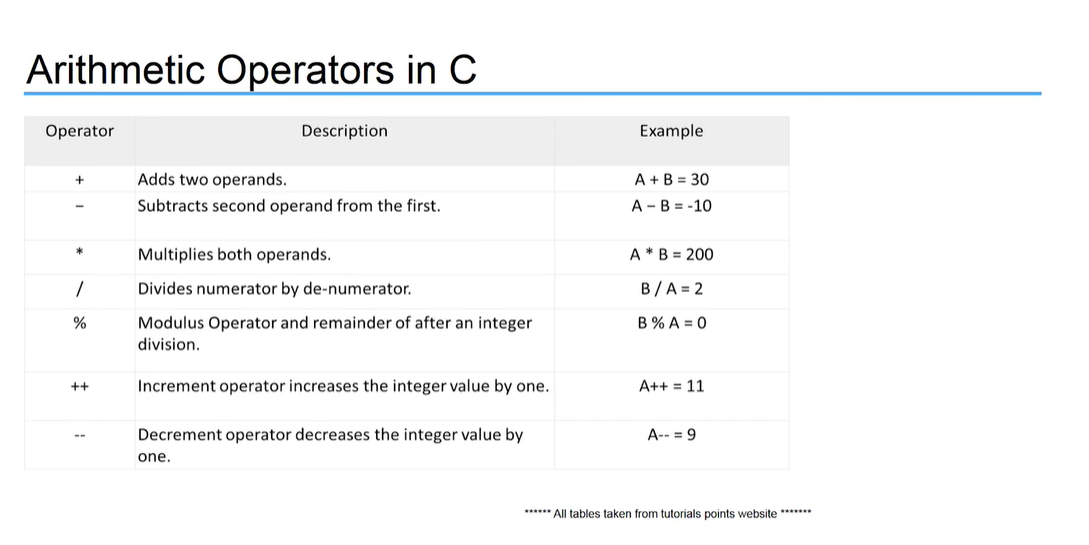 Arithmetic Operators in C
Operator Description Example
+ Adds two operands. A + B = 30
− Subtracts second operand from the first. A − B = -10
* Multiplies both operands. A * B = 200
/ Divides numerator by de-numerator. B / A = 2
% Modulus Operator and remainder of after an integer B % A = 0
division.
++ Increment operator increases the integer value by one. A++ = 11
-- Decrement operator decreases the integer value by A-- = 9
one.
****** All tables taken from tutorials points website *******